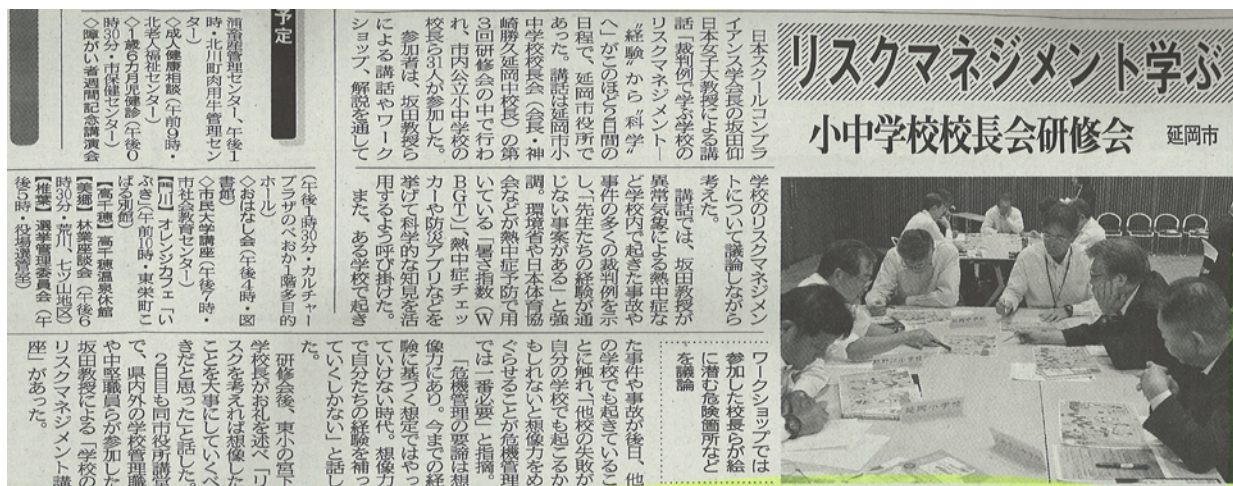 リスクマネジメント学ぶ
小中学校校長会研修会
延岡市
日本スクールコンプラ
イアンス学会長の坂田仰
日本女子大教授による講
話「裁判例で学ぶ学校の
リスクマネジメント―
〝経験〟から〝科学〟
へ」がこのほど2日間の
日程で、延岡市役所で
あった。講話は延岡市小
中学校校長会(会長・神
崎勝久延岡中校長)の第
3回研修会の中で行わ
れ、市内公立小中学校の
校長ら31人が参加した。
参加者は、坂田教授ら
による講話やワーク
ショップ、解説を通して
学校のリスクマネジメン
トについて議論しながら
考えた。
講話では、坂田教授が
異常気象による熱中症な
ど学校内で起きた事故や
事件の多くの裁判例を示
し、「先生たちの経験が通
じない事案がある」と強
調。環境省や日本体育協
会などが熱中症予防で用
いている「暑さ指数(W
BGT)」、熱中症チェッ
カーや防災アプリなどを
挙げて科学的な知見を活
用するよう呼び掛けた。
また、ある学校で起き
た事件や事故が後日、他
の学校でも起きているこ
とに触れ、「他校の失敗が
自分の学校でも起こるか
もしれないと想像力をめ
ぐらせることが危機管理
では一番必要」と指摘。
「危機管理の要諦は想
像力にあり。今までの経
験に基づく想定ではやっ
ていけない時代。想像力
で自分たちの経験を補っ
ていくしかない」と話し
た。
研修会後、東小の宮下
学校長がお礼を述べ「リ
スクを考えれば想像した
ことを大事にしていくべ
きだと思った」と話した。
2日目も同市役所講堂
で、県内外の学校管理職
や中堅職員らが参加した
坂田教授による「学校の
リスクマネジメント講
座」があった。
ワークショップでは
参加した校長らが絵
に潜む危険箇所など
を議論
延岡小学校
予定
浦畜産管理センター、午後1
時・北川町肉用牛管理セン
ター)
◇成人健康相談(午前9時・
北老人福祉センター)
◇1歳6カ月児健診(午後0
時30分・市保健センター)
◇障がい者週間記念講演会
(午後1時30分・カルチャー
プラザのべおか1階多目的
ホール)
◇おはなし会(午後4時・図
書館)
◇市民大学講座(午後7時・
市社会教育センター)
【門川】オレンジカフェ「い
ぶき」(午前10時・東栄町こ
ばる別館)
【高千穂】高千穂温泉休館
【美郷】林業座談会(午後6
時30分・荒川、七ツ山地区)
【椎葉】選挙管理委員会(午
後5時・役場選管室)